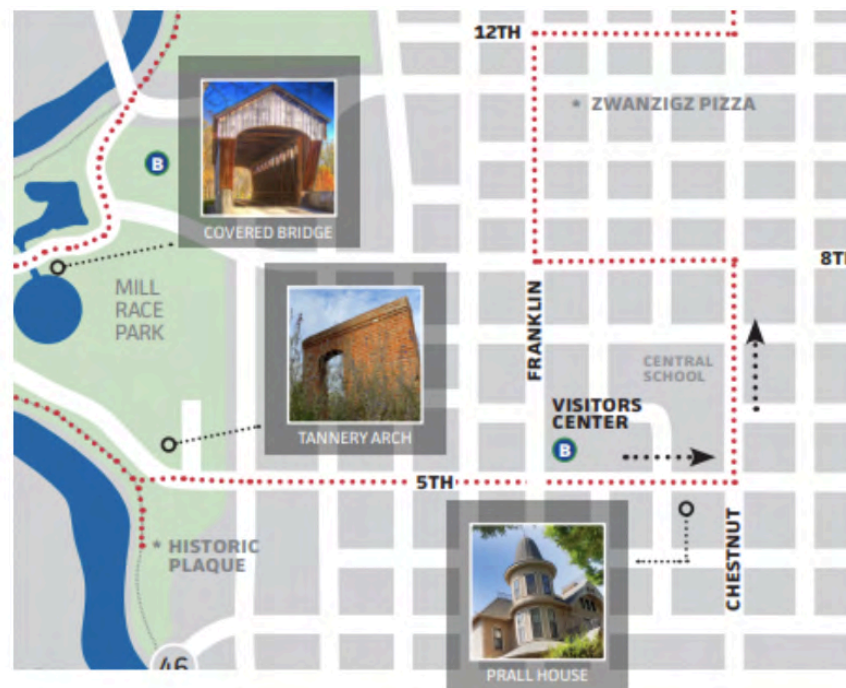 12TH
ZWANZIGZ PIZZA
B
COVERED BRIDGE
8T
MILL
RACE
PARK
FRANKLIN
CENTRAL
SCHOOL
VISITORS
CENTER
B
TANNERY ARCH
5TH
CHESTNUT
HISTORIC
PLAQUE
46
PRALL HOUSE